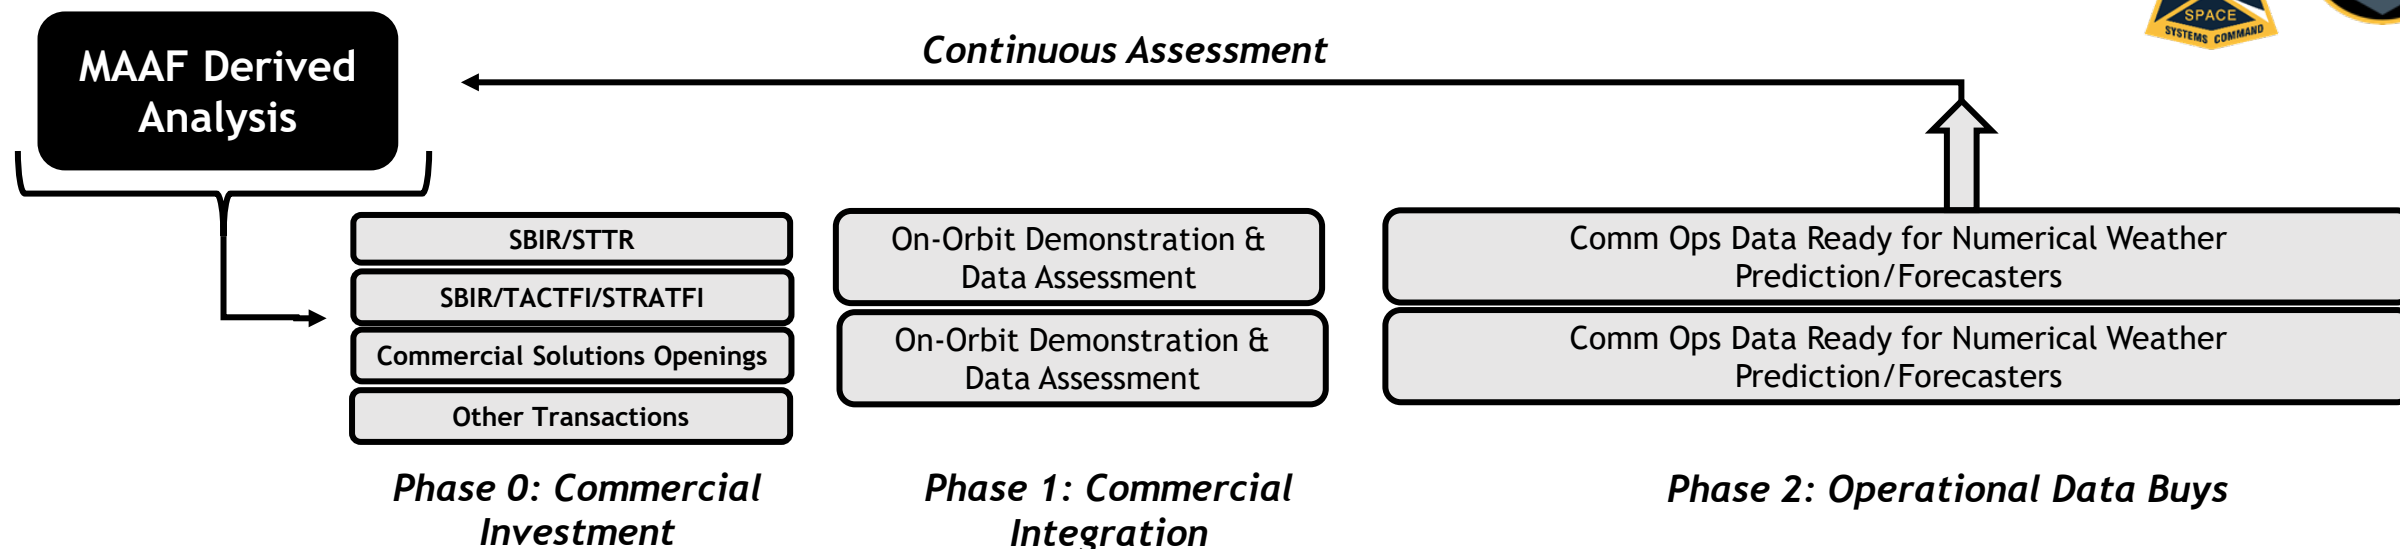 SPACE
SYSTEMS COMMAND
MAAF Derived
Analysis
Continuous Assessment
SBIR/STTR
SBIR/TACTFI/STRATFI
Commercial Solutions Openings
Other Transactions
Phase 0: Commercial
Investment
On-Orbit Demonstration &
Data Assessment
On-Orbit Demonstration &
Data Assessment
Phase 1: Commercial
Integration
Comm Ops Data Ready for Numerical Weather
Prediction/Forecasters
Comm Ops Data Ready for Numerical Weather
Prediction/Forecasters
Phase 2: Operational Data Buys